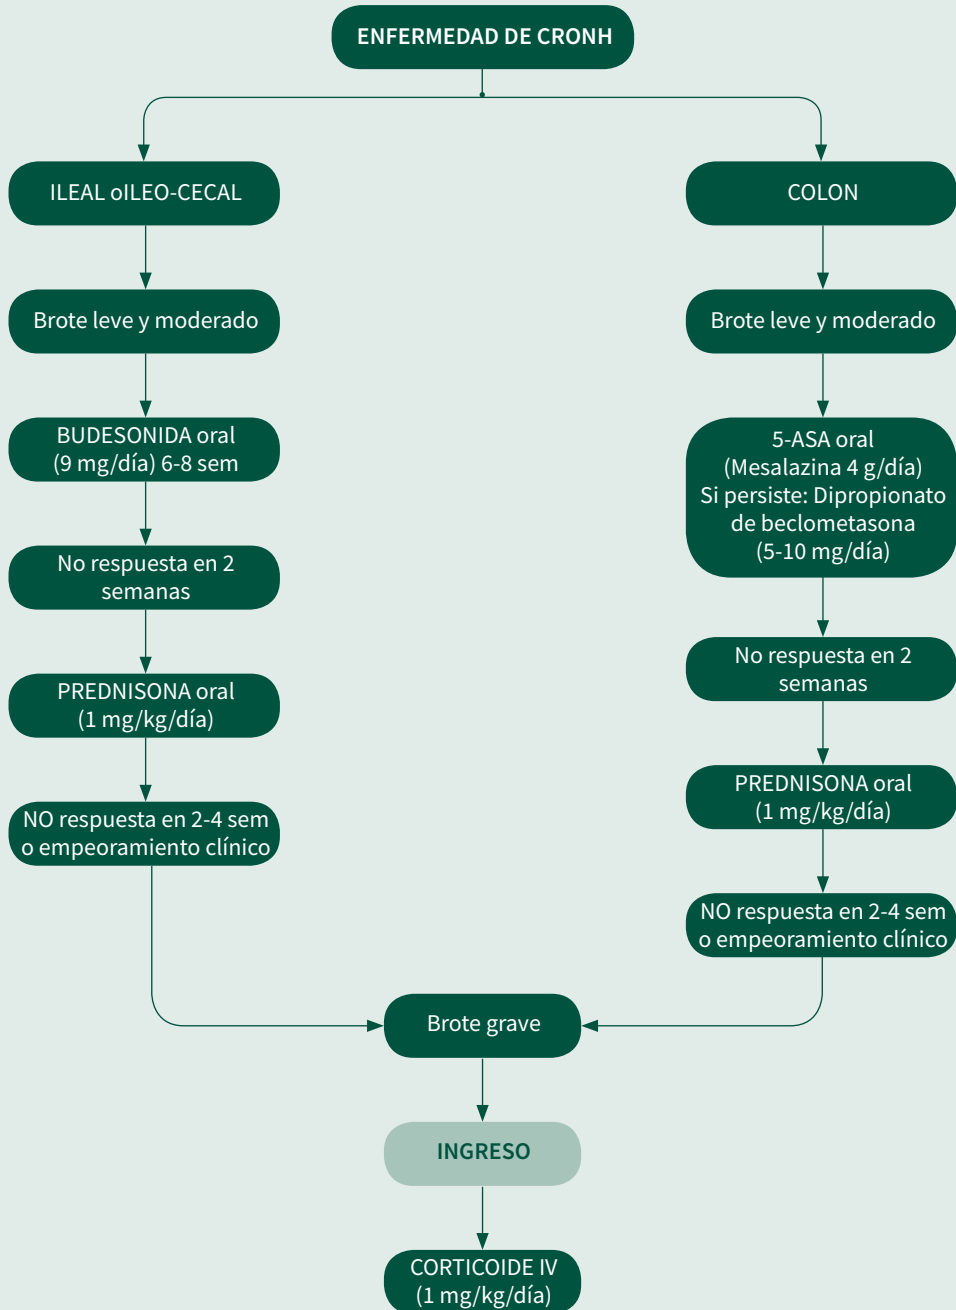 ENFERMEDAD DE CRONH
ILEAL oILEO-CECAL
Brote leve y moderado
BUDESONIDA oral
(9 mg/día) 6-8 sem
No respuesta en 2
semanas
PREDNISONA oral
(1 mg/kg/día)
NO respuesta en 2-4 sem
o empeoramiento clínico
COLON
Brote leve y moderado
5-ASA oral
(Mesalazina 4 g/día)
Si persiste: Dipropionato
de beclometasona
(5-10 mg/día)
No respuesta en 2
semanas
PREDNISONA oral
(1 mg/kg/día)
NO respuesta en 2-4 sem
o empeoramiento clínico
Brote grave
INGRESO
CORTICOIDE IV
(1 mg/kg/día)